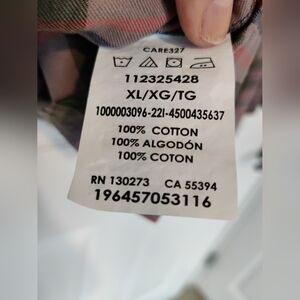 CARE327
112325428
XL/XG/TG
1000003096-22I-4500435637
100% COTTON
100% ALGODÓN
100% COTON
RN 130273 CA 55394
196457053116